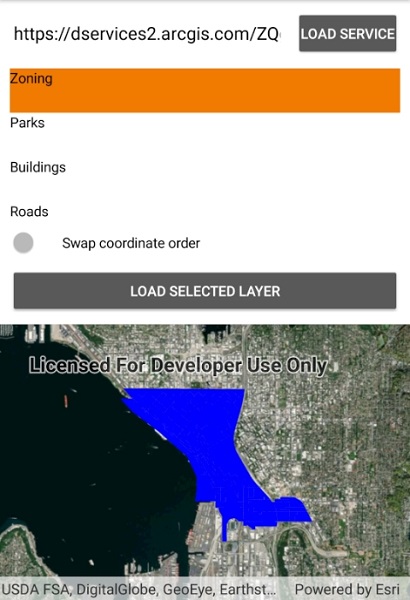 https://dservices2.arcgis.com/ZQ
LOAD SERVICE
Zoning
Parks
Buildings
Roads
Swap coordinate order
LOAD SELECTED LAYER
Licensed For Developer Use Only
USDA FSA, DigitalGlobe, GeoEye, Earthst... Powered by Esri